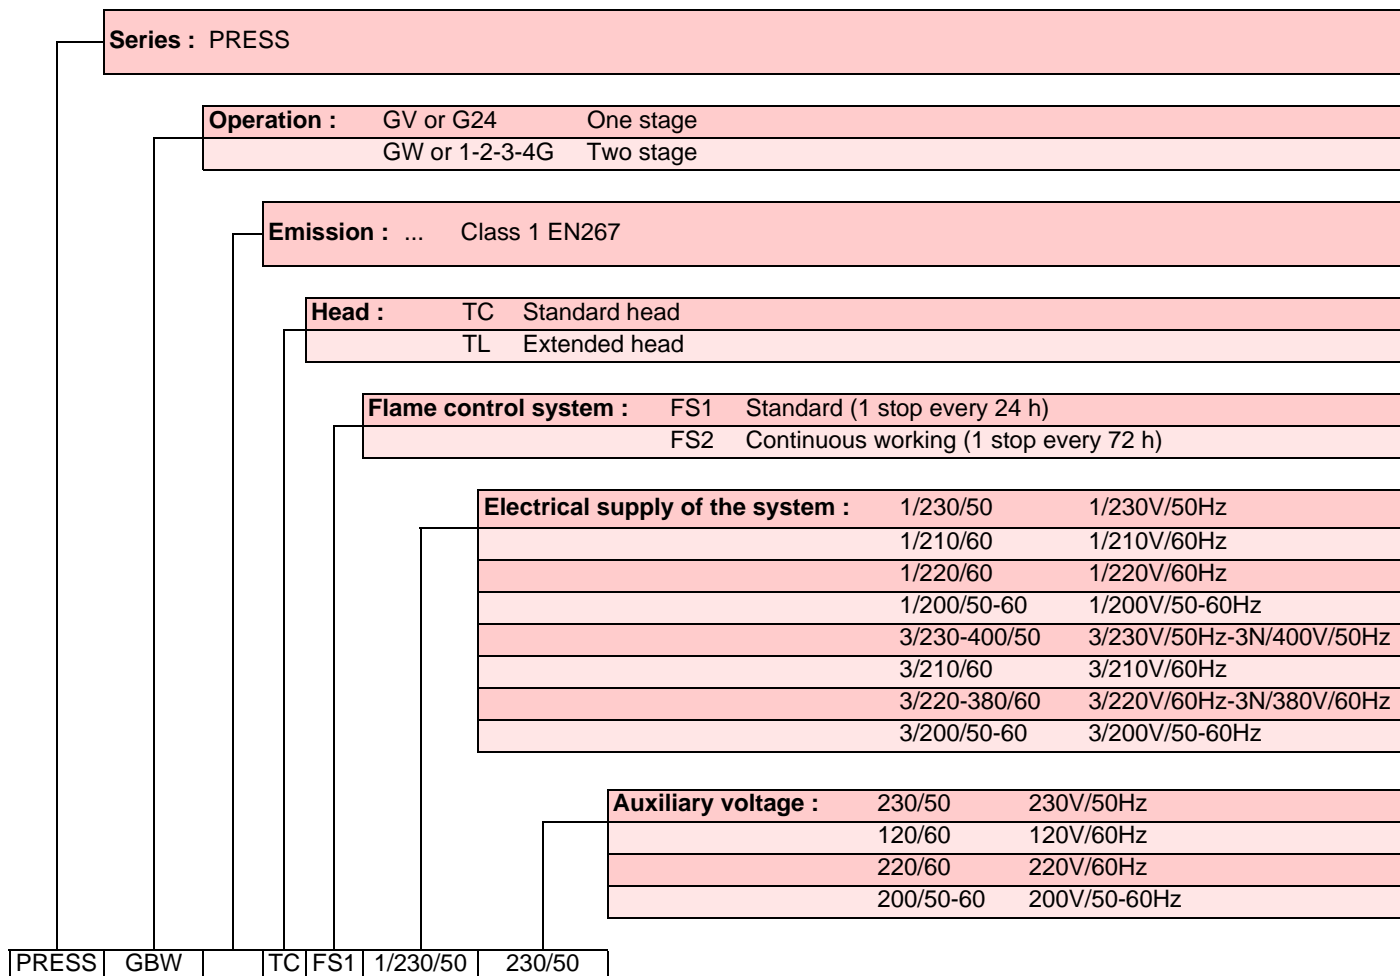 Series : PRESS
Operation : GV or G24 One stage
GW or 1-2-3-4G Two stage
Emission : ... Class 1 EN267
Head : TC Standard head
TL Extended head
Flame control system : FS1 Standard (1 stop every 24 h)
FS2 Continuous working (1 stop every 72 h)
Electrical supply of the system : 1/230/50 1/230V/50Hz
1/210/60 1/210V/60Hz
1/220/60 1/220V/60Hz
1/200/50-60 1/200V/50-60Hz
3/230-400/50 3/230V/50Hz-3N/400V/50Hz
3/210/60 3/210V/60Hz
3/220-380/60 3/220V/60Hz-3N/380V/60Hz
3/200/50-60 3/200V/50-60Hz
Auxiliary voltage : 230/50 230V/50Hz
120/60 120V/60Hz
220/60 220V/60Hz
200/50-60 200V/50-60Hz
PRESS GBW TC FS1 1/230/50 230/50